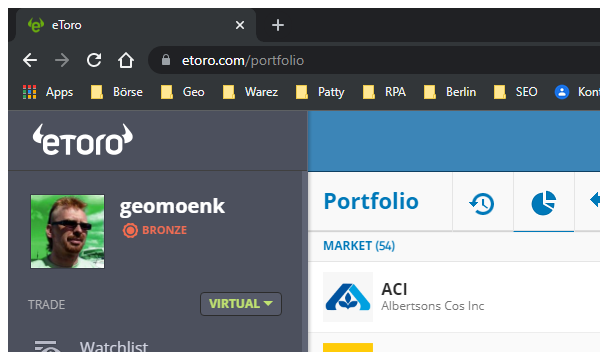 eToro
etoro.com/portfolio
Apps Börse Geo Warez Patty RPA Berlin SEO Kont
eToro
geomoenk
BRONZE
Portfolio
MARKET (54)
ACI
Albertsons Cos Inc
TRADE VIRTUAL
Watchlist